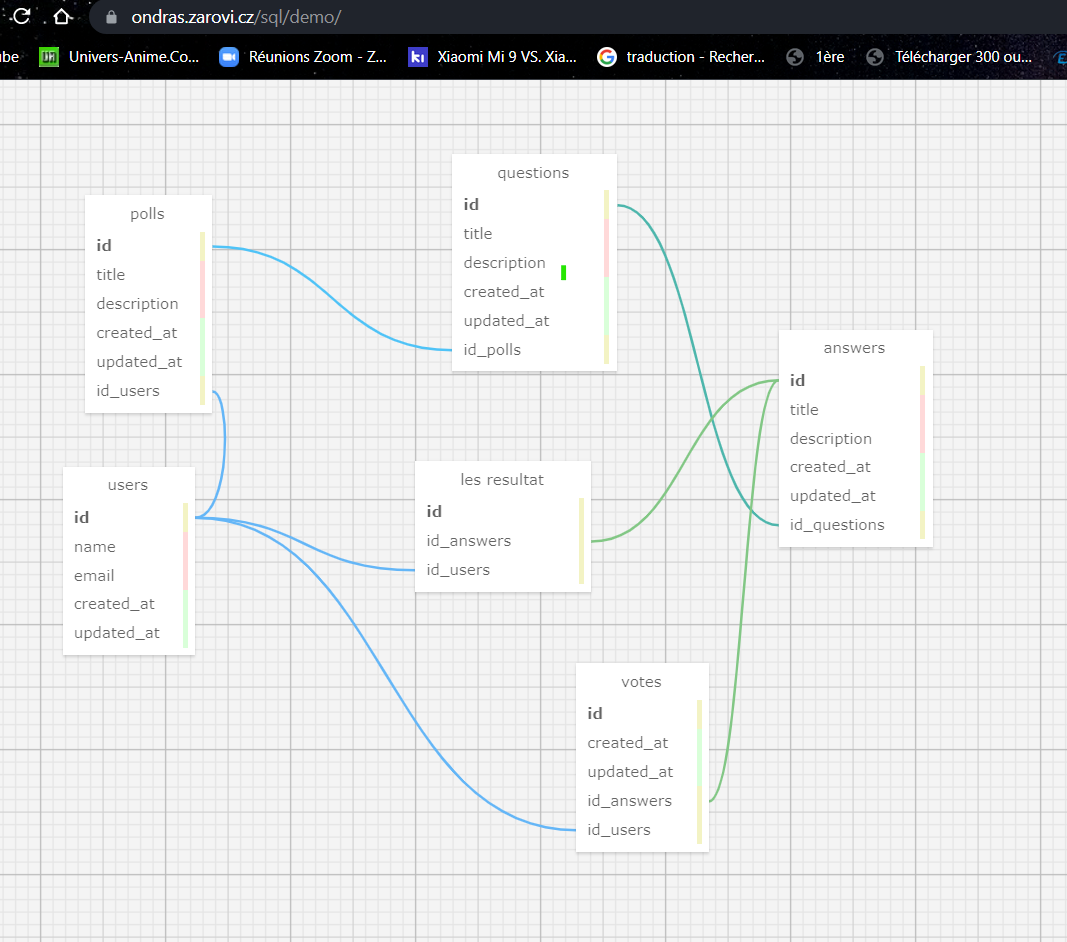 ondras.zarovi.cz/sql/demo/
be
Univers-Anime.Co...
Réunions Zoom - Z...
ki
Xiaomi Mi 9 VS. Xia...
G
traduction - Recher...
1ère
Télécharger 300 ou...
questions
id
title
description
created_at
updated_at
id_polls
polls
id
title
description
created_at
updated_at
id_users
answers
id
title
description
created_at
updated_at
id_questions
users
id
name
email
created_at
updated_at
les resultat
id
id_answers
id_users
votes
id
created_at
updated_at
id_answers
id_users